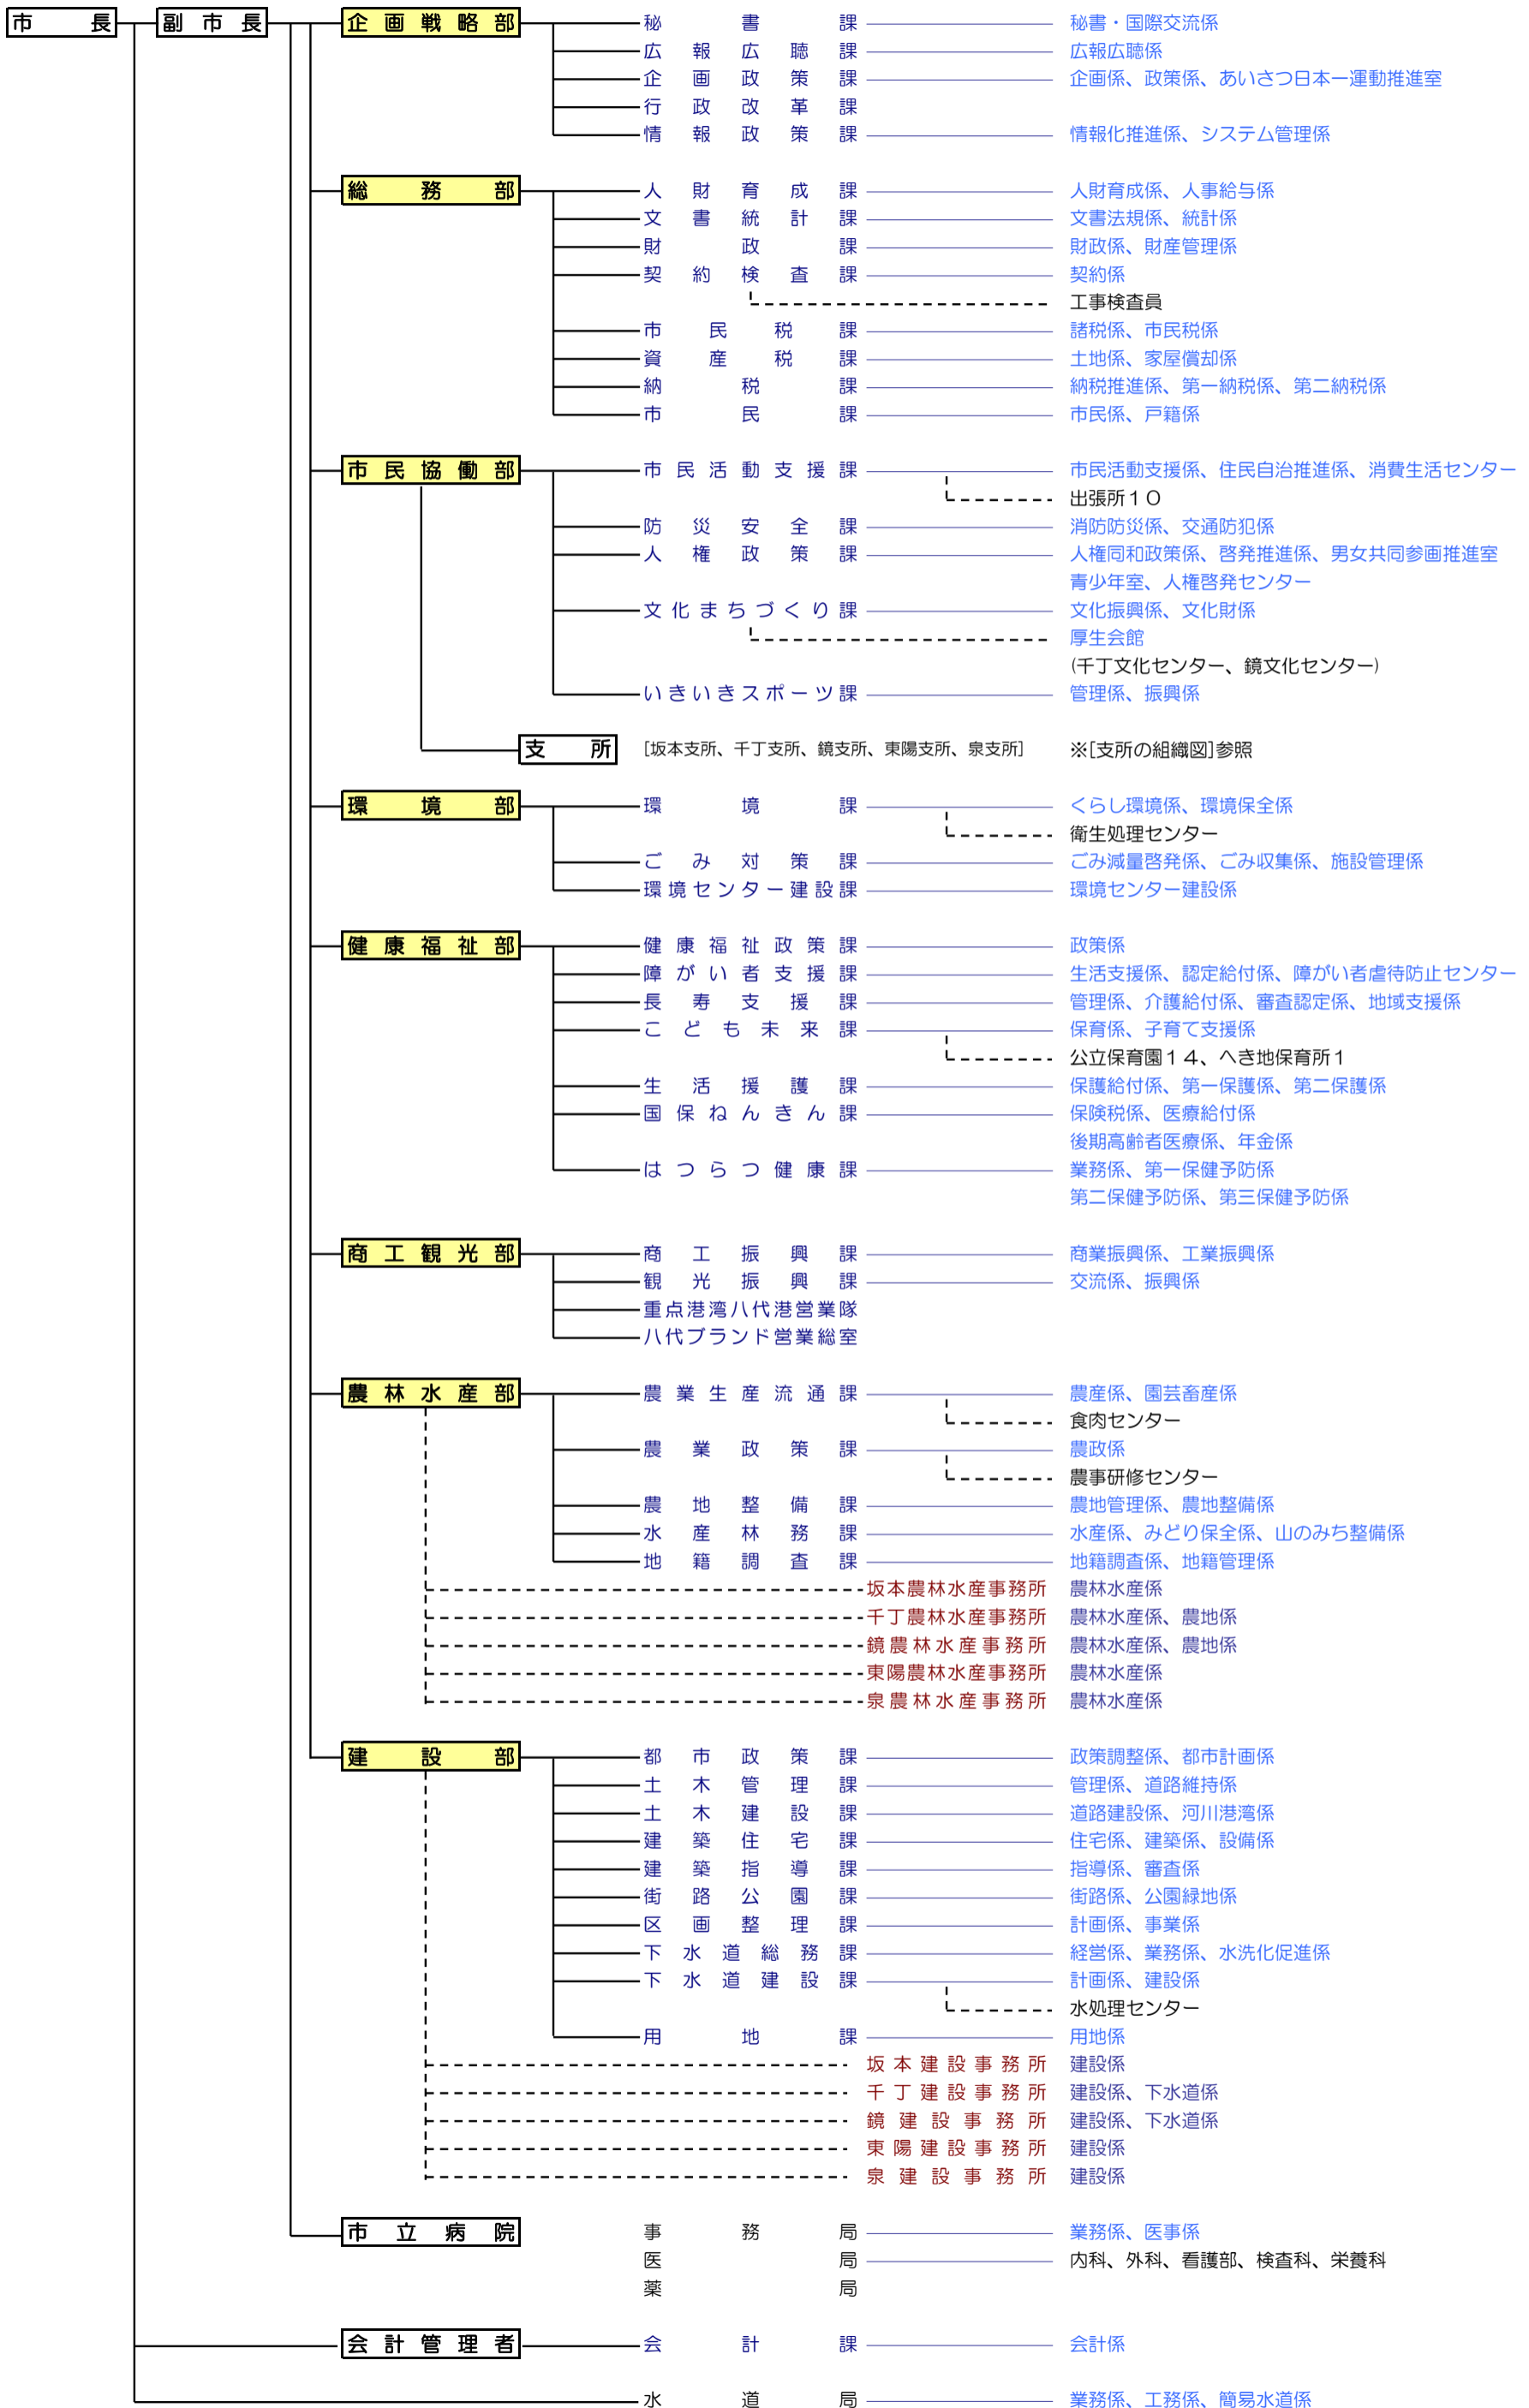 市長 副市長 企画戦略部 秘書課 秘書・国際交流係
広報広聴課 広報広聴係
企画政策課 企画係、政策係、あいさつ日本一運動推進室
行政改革課
情報政策課 情報化推進係、システム管理係
総務部 人財育成課 人財育成係、人事給与係
文書統計課 文書法規係、統計係
財政課 財政係、財産管理係
契約検査課 契約係
工事検査員
市民税課 諸税係、市民税係
資産税課 土地係、家屋償却係
納税課 納税推進係、第一納税係、第二納税係
市民課 市民係、戸籍係
市民協働部 市民活動支援課 市民活動支援係、住民自治推進係、消費生活センター
出張所１０
防災安全課 消防防災係、交通防犯係
人権政策課 人権同和政策係、啓発推進係、男女共同参画推進室
青少年室、人権啓発センター
文化まちづくり課 文化振興係、文化財係
厚生会館
(千丁文化センター、鏡文化センター)
いきいきスポーツ課 管理係、振興係
支所 [坂本支所、千丁支所、鏡支所、東陽支所、泉支所] ※[支所の組織図]参照
環境部 環境課 くらし環境係、環境保全係
衛生処理センター
ごみ対策課 ごみ減量啓発係、ごみ収集係、施設管理係
環境センター建設課 環境センター建設係
健康福祉部 健康福祉政策課 政策係
障がい者支援課 生活支援係、認定給付係、障がい者虐待防止センター
長寿支援課 管理係、介護給付係、審査認定係、地域支援係
こども未来課 保育係、子育て支援係
公立保育園１４、へき地保育所１
生活援護課 保護給付係、第一保護係、第二保護係
国保ねんきん課 保険税係、医療給付係
後期高齢者医療係、年金係
はつらつ健康課 業務係、第一保健予防係
第二保健予防係、第三保健予防係
商工観光部 商工振興課 商業振興係、工業振興係
観光振興課 交流係、振興係
重点港湾八代港営業隊
八代ブランド営業総室
農林水産部 農業生産流通課 農産係、園芸畜産係
食肉センター
農業政策課 農政係
農事研修センター
農地整備課 農地管理係、農地整備係
水産林務課 水産係、みどり保全係、山のみち整備係
地籍調査課 地籍調査係、地籍管理係
坂本農林水産事務所 農林水産係
千丁農林水産事務所 農林水産係、農地係
鏡農林水産事務所 農林水産係、農地係
東陽農林水産事務所 農林水産係
泉農林水産事務所 農林水産係
建設部 都市政策課 政策調整係、都市計画係
土木管理課 管理係、道路維持係
土木建設課 道路建設係、河川港湾係
建築住宅課 住宅係、建築係、設備係
建築指導課 指導係、審査係
街路公園課 街路係、公園緑地係
区画整理課 計画係、事業係
下水道総務課 経営係、業務係、水洗化促進係
下水道建設課 計画係、建設係
水処理センター
用地課 用地係
坂本建設事務所 建設係
千丁建設事務所 建設係、下水道係
鏡建設事務所 建設係、下水道係
東陽建設事務所 建設係
泉建設事務所 建設係
市立病院 事務局 業務係、医事係
医局 内科、外科、看護部、検査科、栄養科
薬局
会計管理者 会計課 会計係
水道局 業務係、工務係、簡易水道係